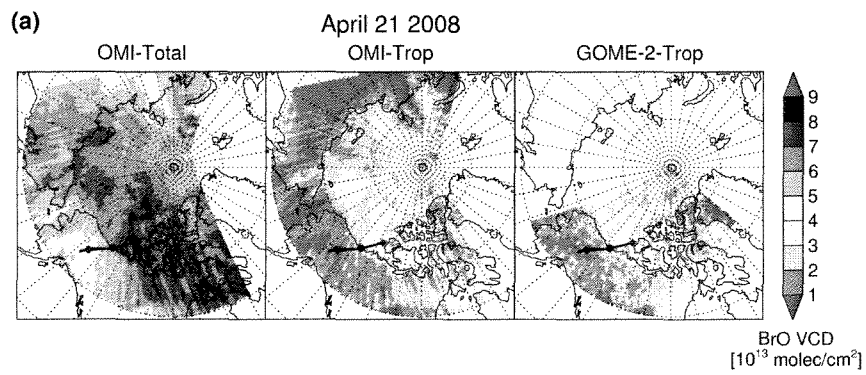 (a)
April 21 2008
OMI-Total
OMI-Trop
GOME-2-Trop
9
8
7
6
5
4
3
2
1
BrO VCD
[10¹³ molec/cm²]